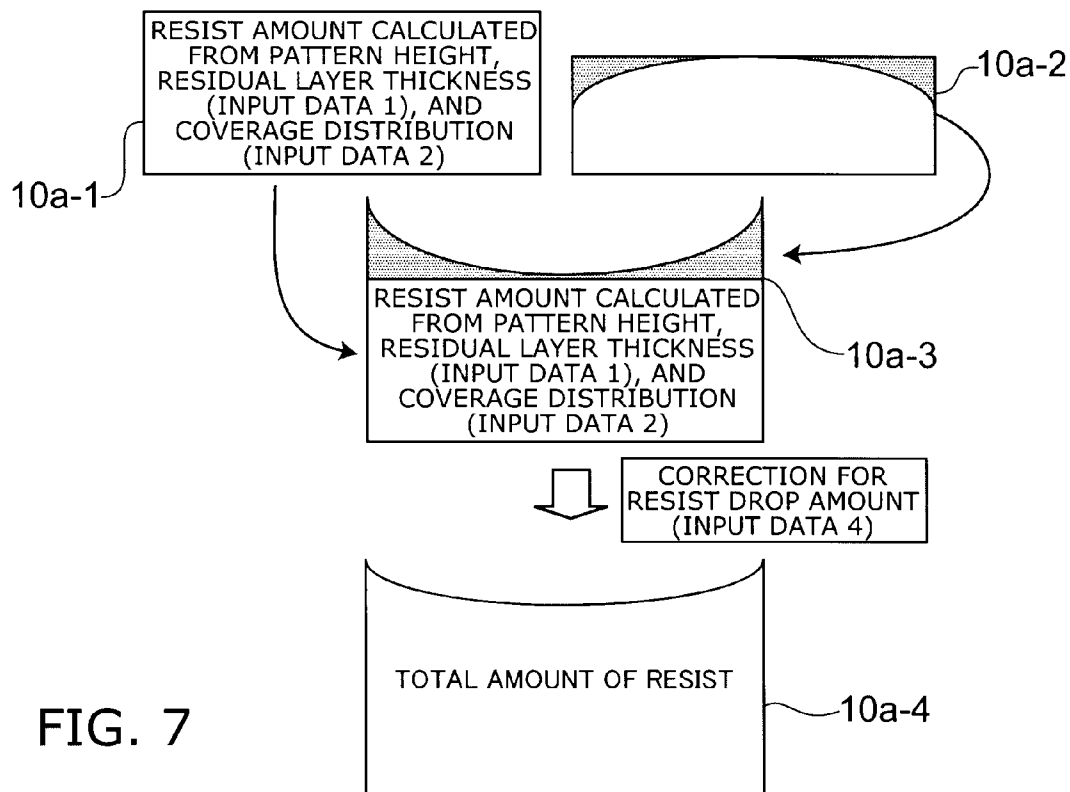 RESIST AMOUNT CALCULATED
FROM PATTERN HEIGHT,
RESIDUAL LAYER THICKNESS
(INPUT DATA 1), AND
COVERAGE DISTRIBUTION
(INPUT DATA 2)
10a-1
10a-2
RESIST AMOUNT CALCULATED
FROM PATTERN HEIGHT,
RESIDUAL LAYER THICKNESS
(INPUT DATA 1), AND
COVERAGE DISTRIBUTION
(INPUT DATA 2)
10a-3
CORRECTION FOR
RESIST DROP AMOUNT
(INPUT DATA 4)
TOTAL AMOUNT OF RESIST
10a-4
FIG. 7